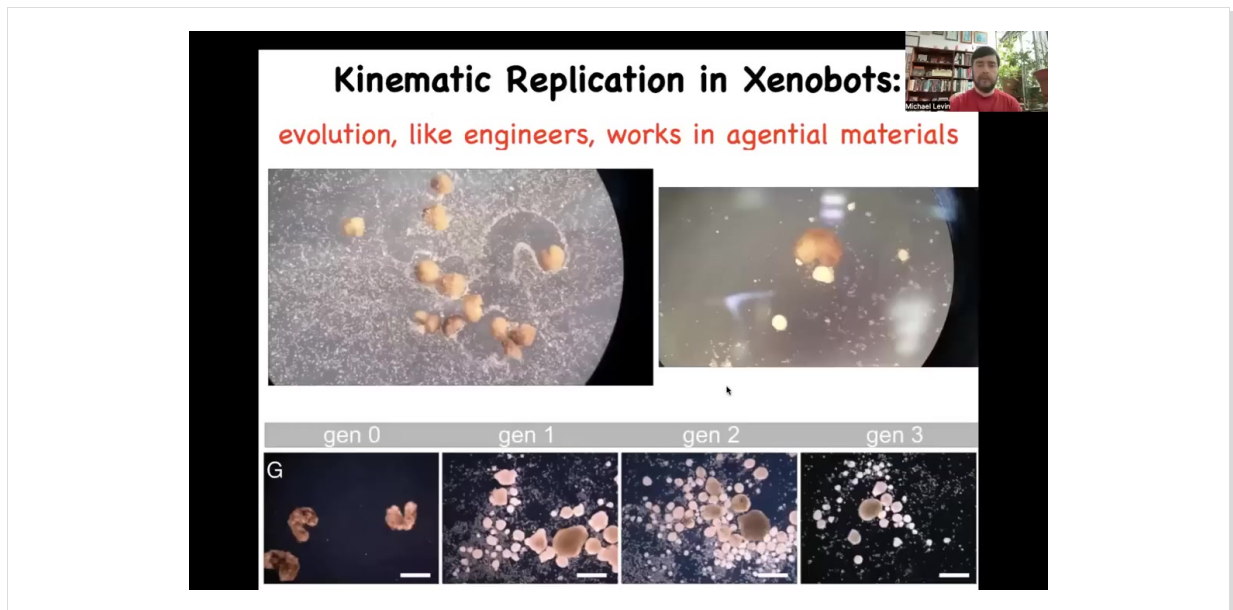 Kinematic Replication in Xenobots:
Michael Levin
evolution, like engineers, works in agential materials
gen 0 gen 1 gen 2 gen 3
G